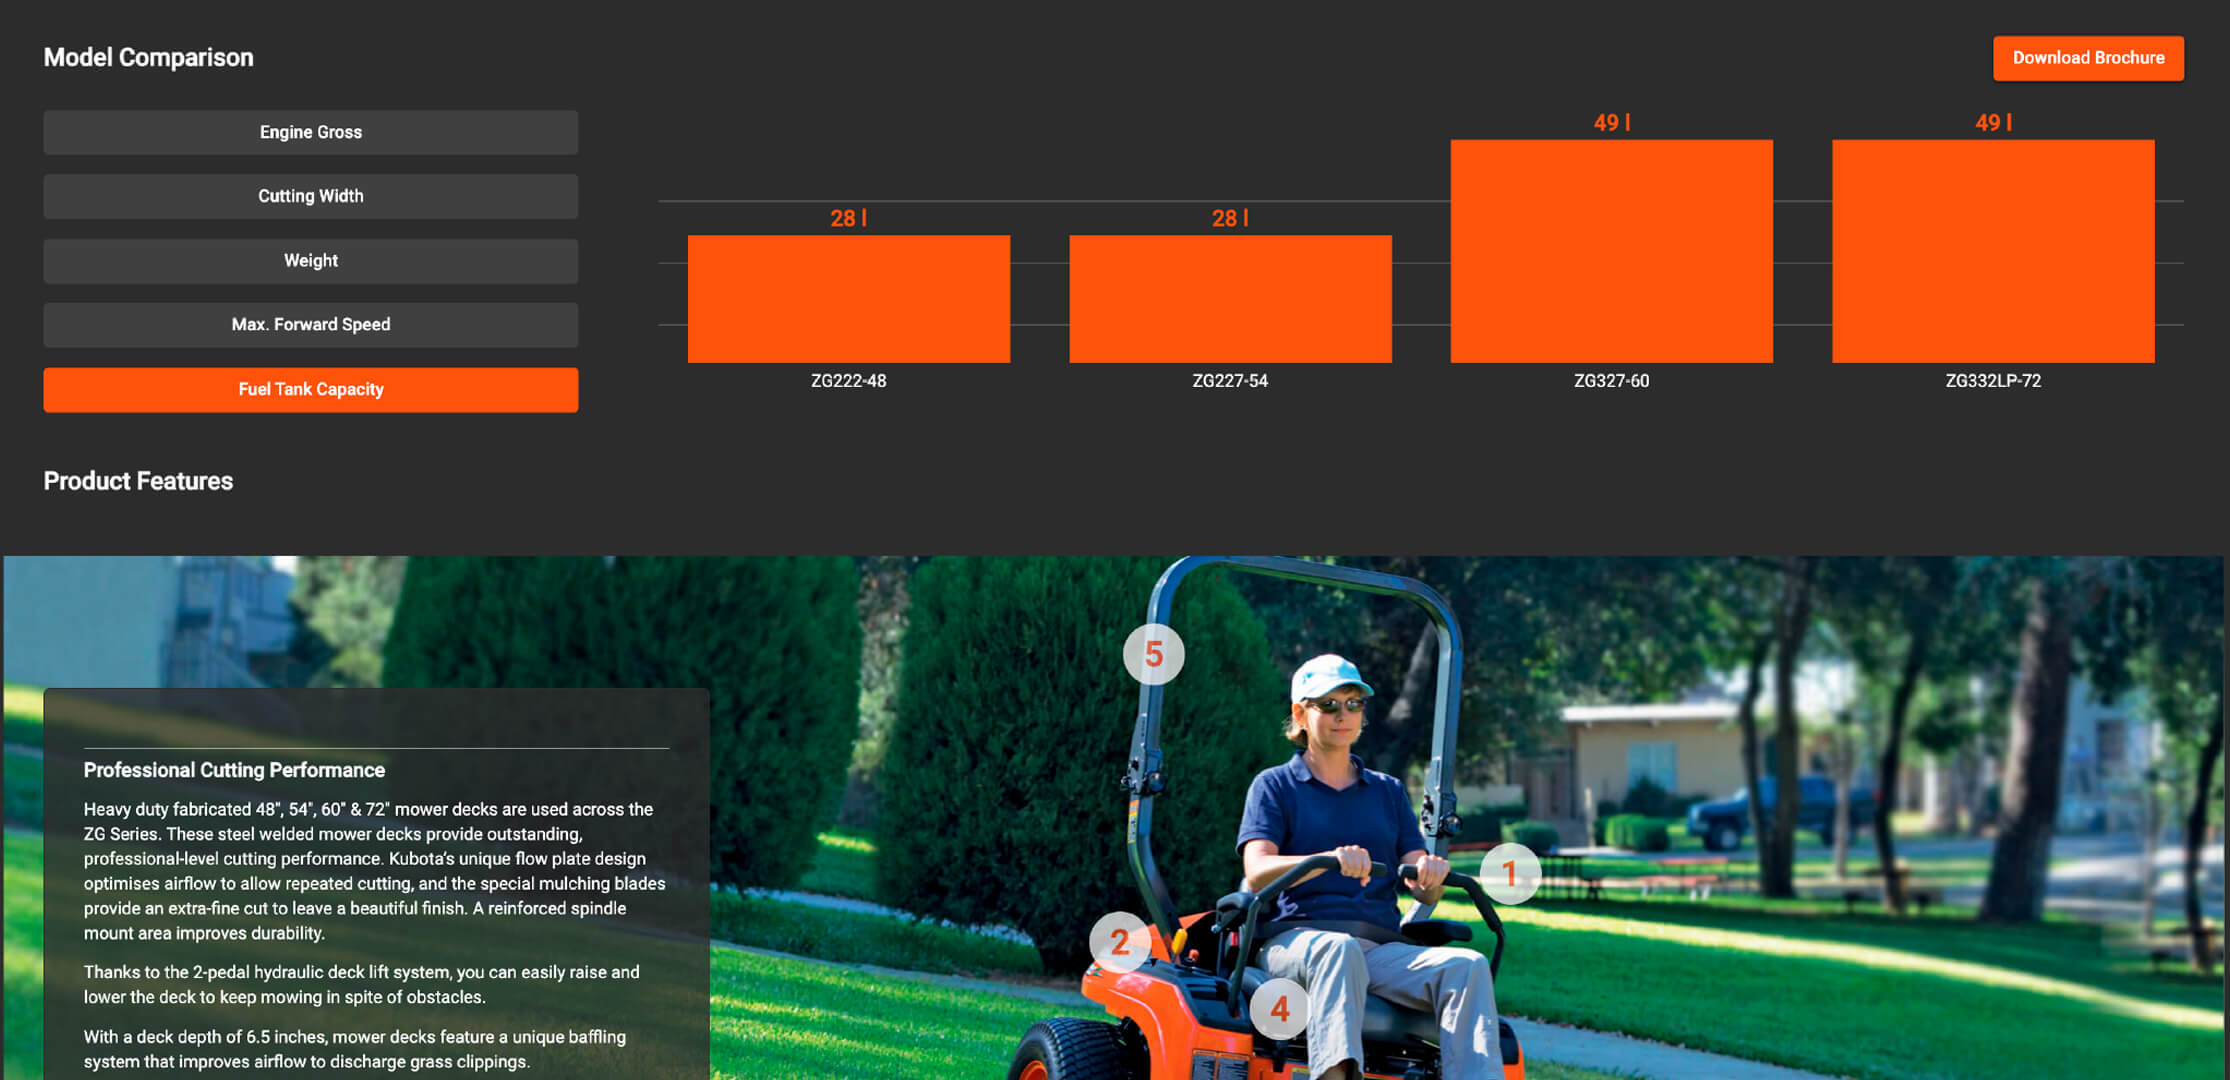 Model Comparison
Download Brochure
Engine Gross
Cutting Width
Weight
Max. Forward Speed
Fuel Tank Capacity
28 l
28 l
49 l
49 l
ZG222-48
ZG227-54
ZG327-60
ZG332LP-72
Product Features
Professional Cutting Performance
Heavy duty fabricated 48", 54", 60" & 72" mower decks are used across the
ZG Series. These steel welded mower decks provide outstanding,
professional-level cutting performance. Kubota's unique flow plate design
optimises airflow to allow repeated cutting, and the special mulching blades
provide an extra-fine cut to leave a beautiful finish. A reinforced spindle
mount area improves durability.
Thanks to the 2-pedal hydraulic deck lift system, you can easily raise and
lower the deck to keep mowing in spite of obstacles.
With a deck depth of 6.5 inches, mower decks feature a unique baffling
system that improves airflow to discharge grass clippings.
5
1
2
4